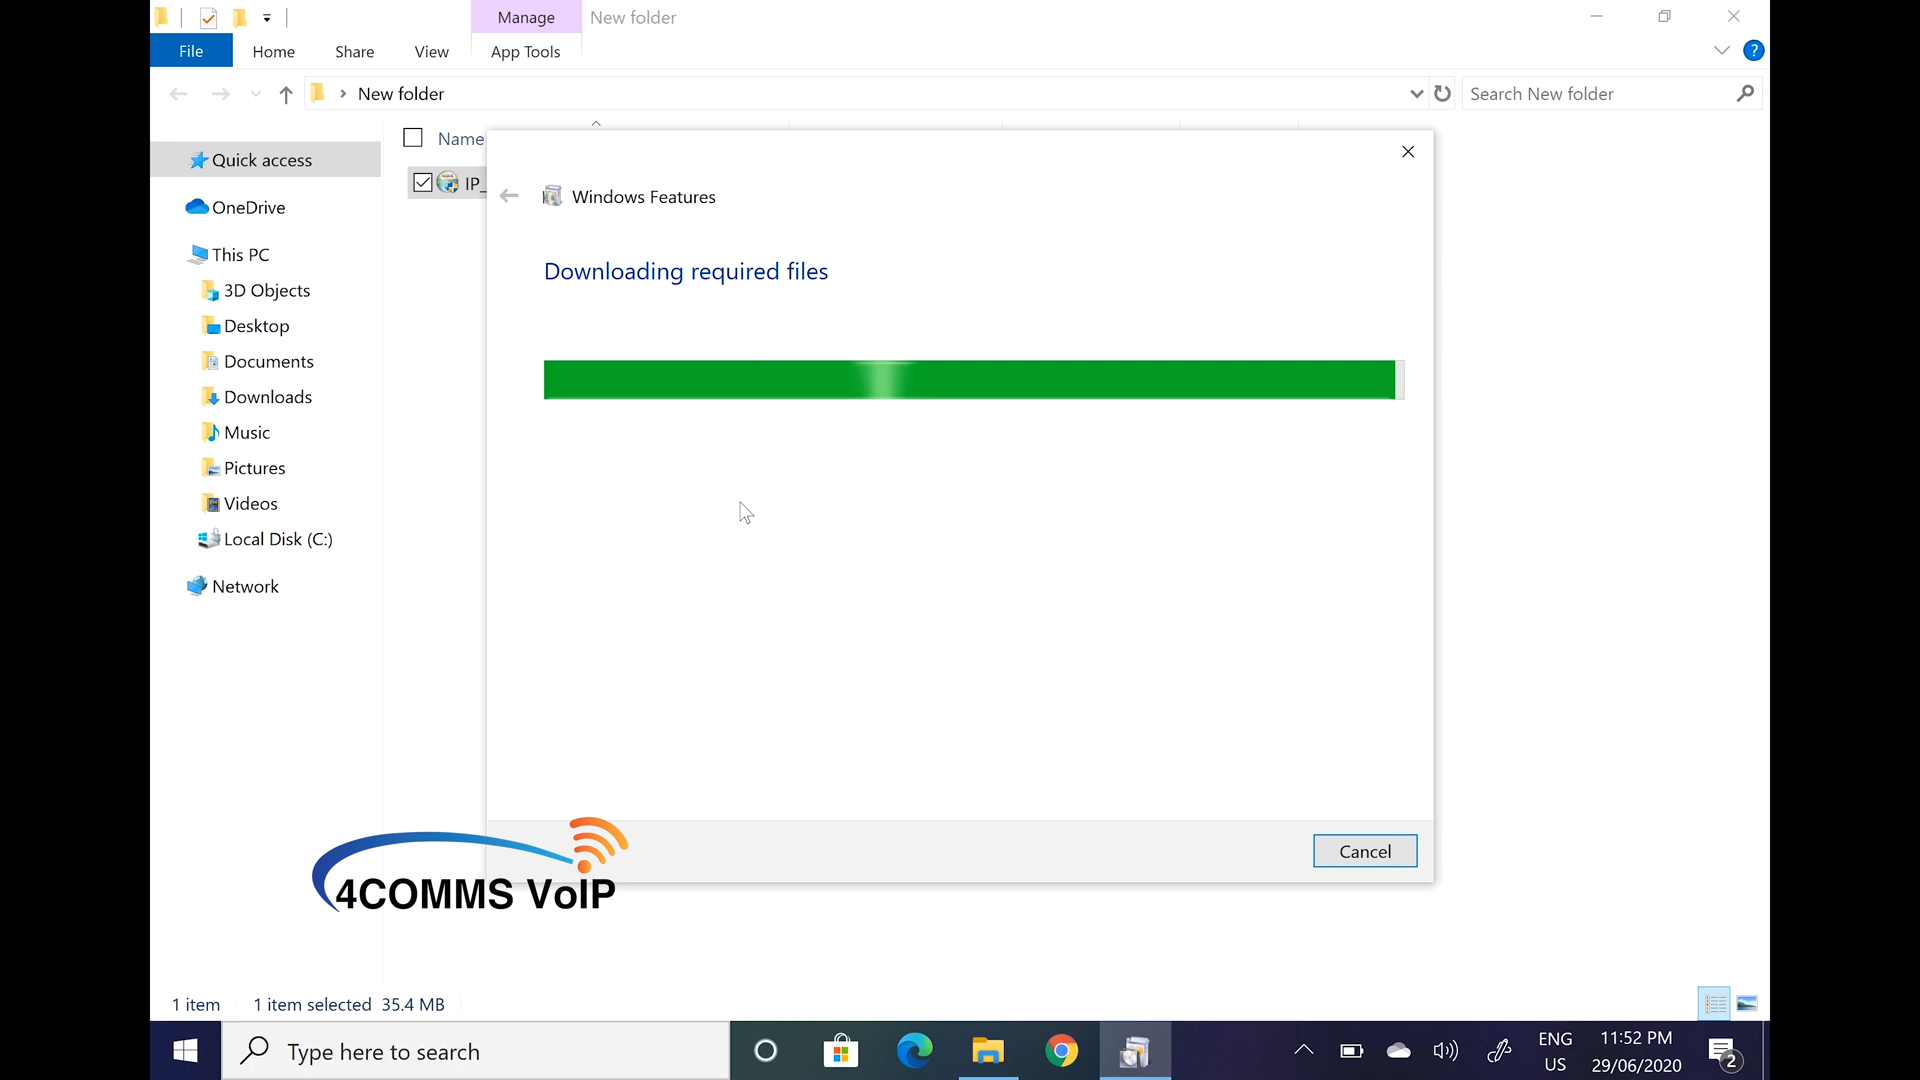 Manage
New folder
File
Home
Share
View
App Tools
?
New folder
Search New folder
Name
IP_
Quick access
OneDrive
This PC
3D Objects
Desktop
Documents
Downloads
Music
Pictures
Videos
Local Disk (C:)
Network
Windows Features
Downloading required files
Cancel
4COMMS VoIP
1 item
1 item selected 35.4 MB
Type here to search
ENG
US
11:52 PM
29/06/2020
2